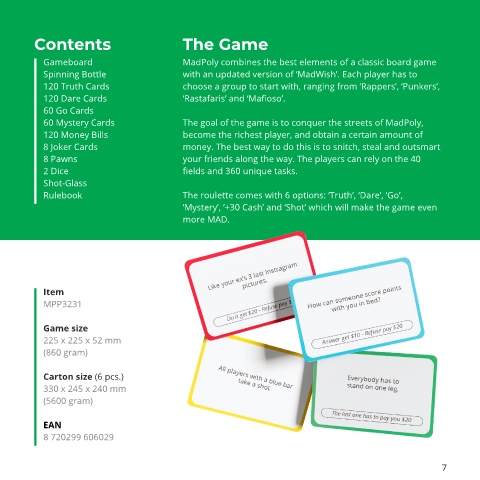 Contents
Gameboard
Spinning Bottle
120 Truth Cards
120 Dare Cards
60 Go Cards
60 Mystery Cards
120 Money Bills
8 Joker Cards
8 Pawns
2 Dice
Shot-Glass
Rulebook
The Game
MadPoly combines the best elements of a classic board game
with an updated version of ‘MadWish’. Each player has to
choose a group to start with, ranging from ‘Rappers’, ‘Punkers’,
‘Rastafaris’ and ‘Mafioso’.
The goal of the game is to conquer the streets of MadPoly,
become the richest player, and obtain a certain amount of
money. The best way to do this is to snitch, steal and outsmart
your friends along the way. The players can rely on the 40
fields and 360 unique tasks.
The roulette comes with 6 options: ‘Truth’, ‘Dare’, ‘Go’,
‘Mystery’, ‘+30 Cash’ and ‘Shot’ which will make the game even
more MAD.
Item
MPP3231
Game size
225 x 225 x 52 mm
(860 gram)
Carton size (6 pcs.)
330 x 245 x 240 mm
(5600 gram)
EAN
8 720299 606029
Like your ex's 3 last Instragram
pictures.
Do it get $20 - Refuse pay
How can someone score points
with you in bed?
Answer get $10 - Refuse pay $20
All players with a blue bar
take a shot.
Everybody has to
stand on one leg.
The last one has to pay you $20
7